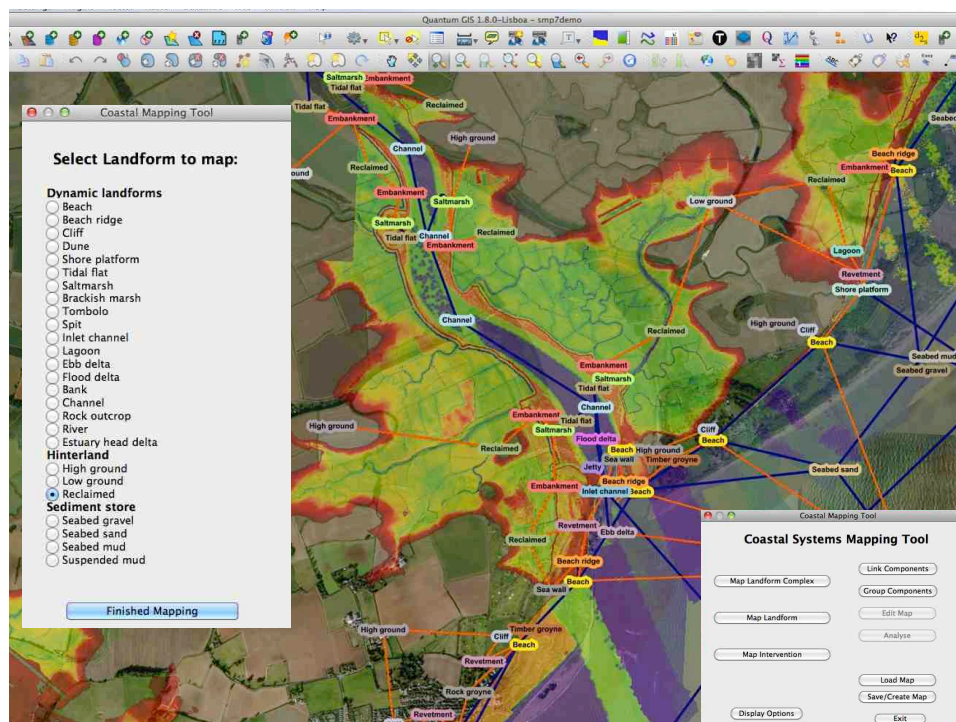 Quantum GIS 1.8.0-Lisboa - smp7demo
Coastal Mapping Tool
Select Landform to map:
Dynamic landforms
Beach
Beach ridge
Cliff
Dune
Shore platform
Tidal flat
Saltmarsh
Brackish marsh
Tombolo
Spit
Inlet channel
Lagoon
Ebb delta
Flood delta
Bank
Channel
Rock outcrop
River
Estuary head delta
Hinterland
High ground
Low ground
Reclaimed
Sediment store
Seabed gravel
Seabed sand
Seabed mud
Suspended mud
Finished Mapping
Saltmarsh Embankment
Tidal flat
Tidal flat
Reclaimed
Embankment
High ground
Channel
Reclaimed
Embankment
Saltmarsh
Saltmarsh
Tidal flat Channel
Reclaimed
Embankment
Channel
Beach ridge
Embankment
Beach
Reclaimed
Low ground
Lagoon
Revetment
Shore platform
High ground
Cliff
Beach
Reclaimed
Seabed mud
Seabed gravel
Embankment
Saltmarsh
Tidal flat
Channel
Embankment
Tidal flat
Saltmarsh
High ground
Flood delta
Cliff
Beach
Reclaimed
Beach High ground
Sea wall
Timber groyne
Jetty
Seabed sand
Beach ridge
Embankment
Inlet channel Beach
Revetment
Ebb delta
Reclaimed
Beach ridge
Beach
Sea wall
High ground
Timber groyne
Cliff
Beach
Revetment
Rock groyne
Revetment
Coastal Mapping Tool
Coastal Systems Mapping Tool
Link Components
Map Landform Complex
Group Components
Edit Map
Map Landform
Analyse
Map Intervention
Load Map
Save/Create Map
Display Options
Exit